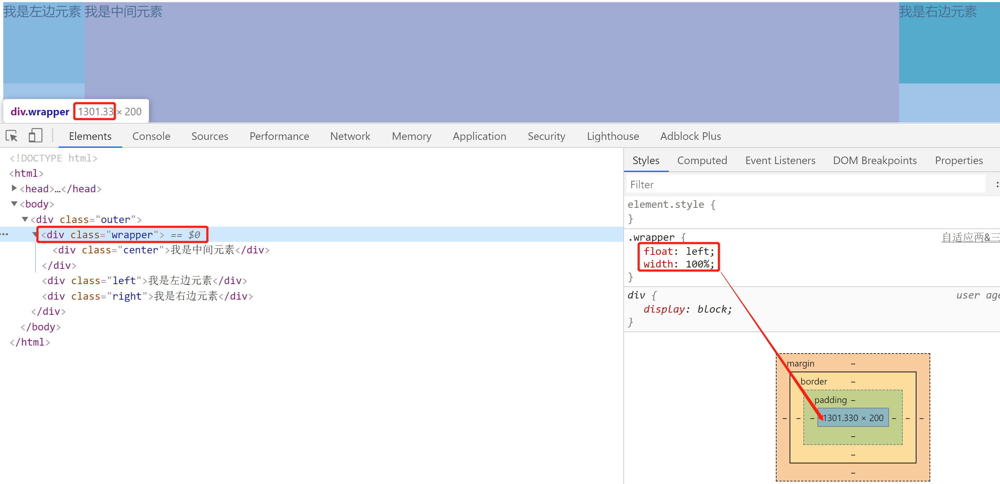 我是左边元素 我是中间元素 我是右边元素
div.wrapper 1301.33 × 200
Elements Console Sources Performance Network Memory Application Security Lighthouse Adblock Plus
<!DOCTYPE html>
<html>
<head>…</head>
<body>
<div class="outer">
<div class="wrapper"> == $0
<div class="center">我是中间元素</div>
</div>
<div class="left">我是左边元素</div>
<div class="right">我是右边元素</div>
</div>
</body>
</html>
Styles Computed Event Listeners DOM Breakpoints Properties
Filter
element.style {
}
.wrapper { 自适应两&三
float: left;
width: 100%;
}
div { user age
display: block;
}
margin –
border –
padding –
– – – 1301.330 × 200 – – –
–
–
–